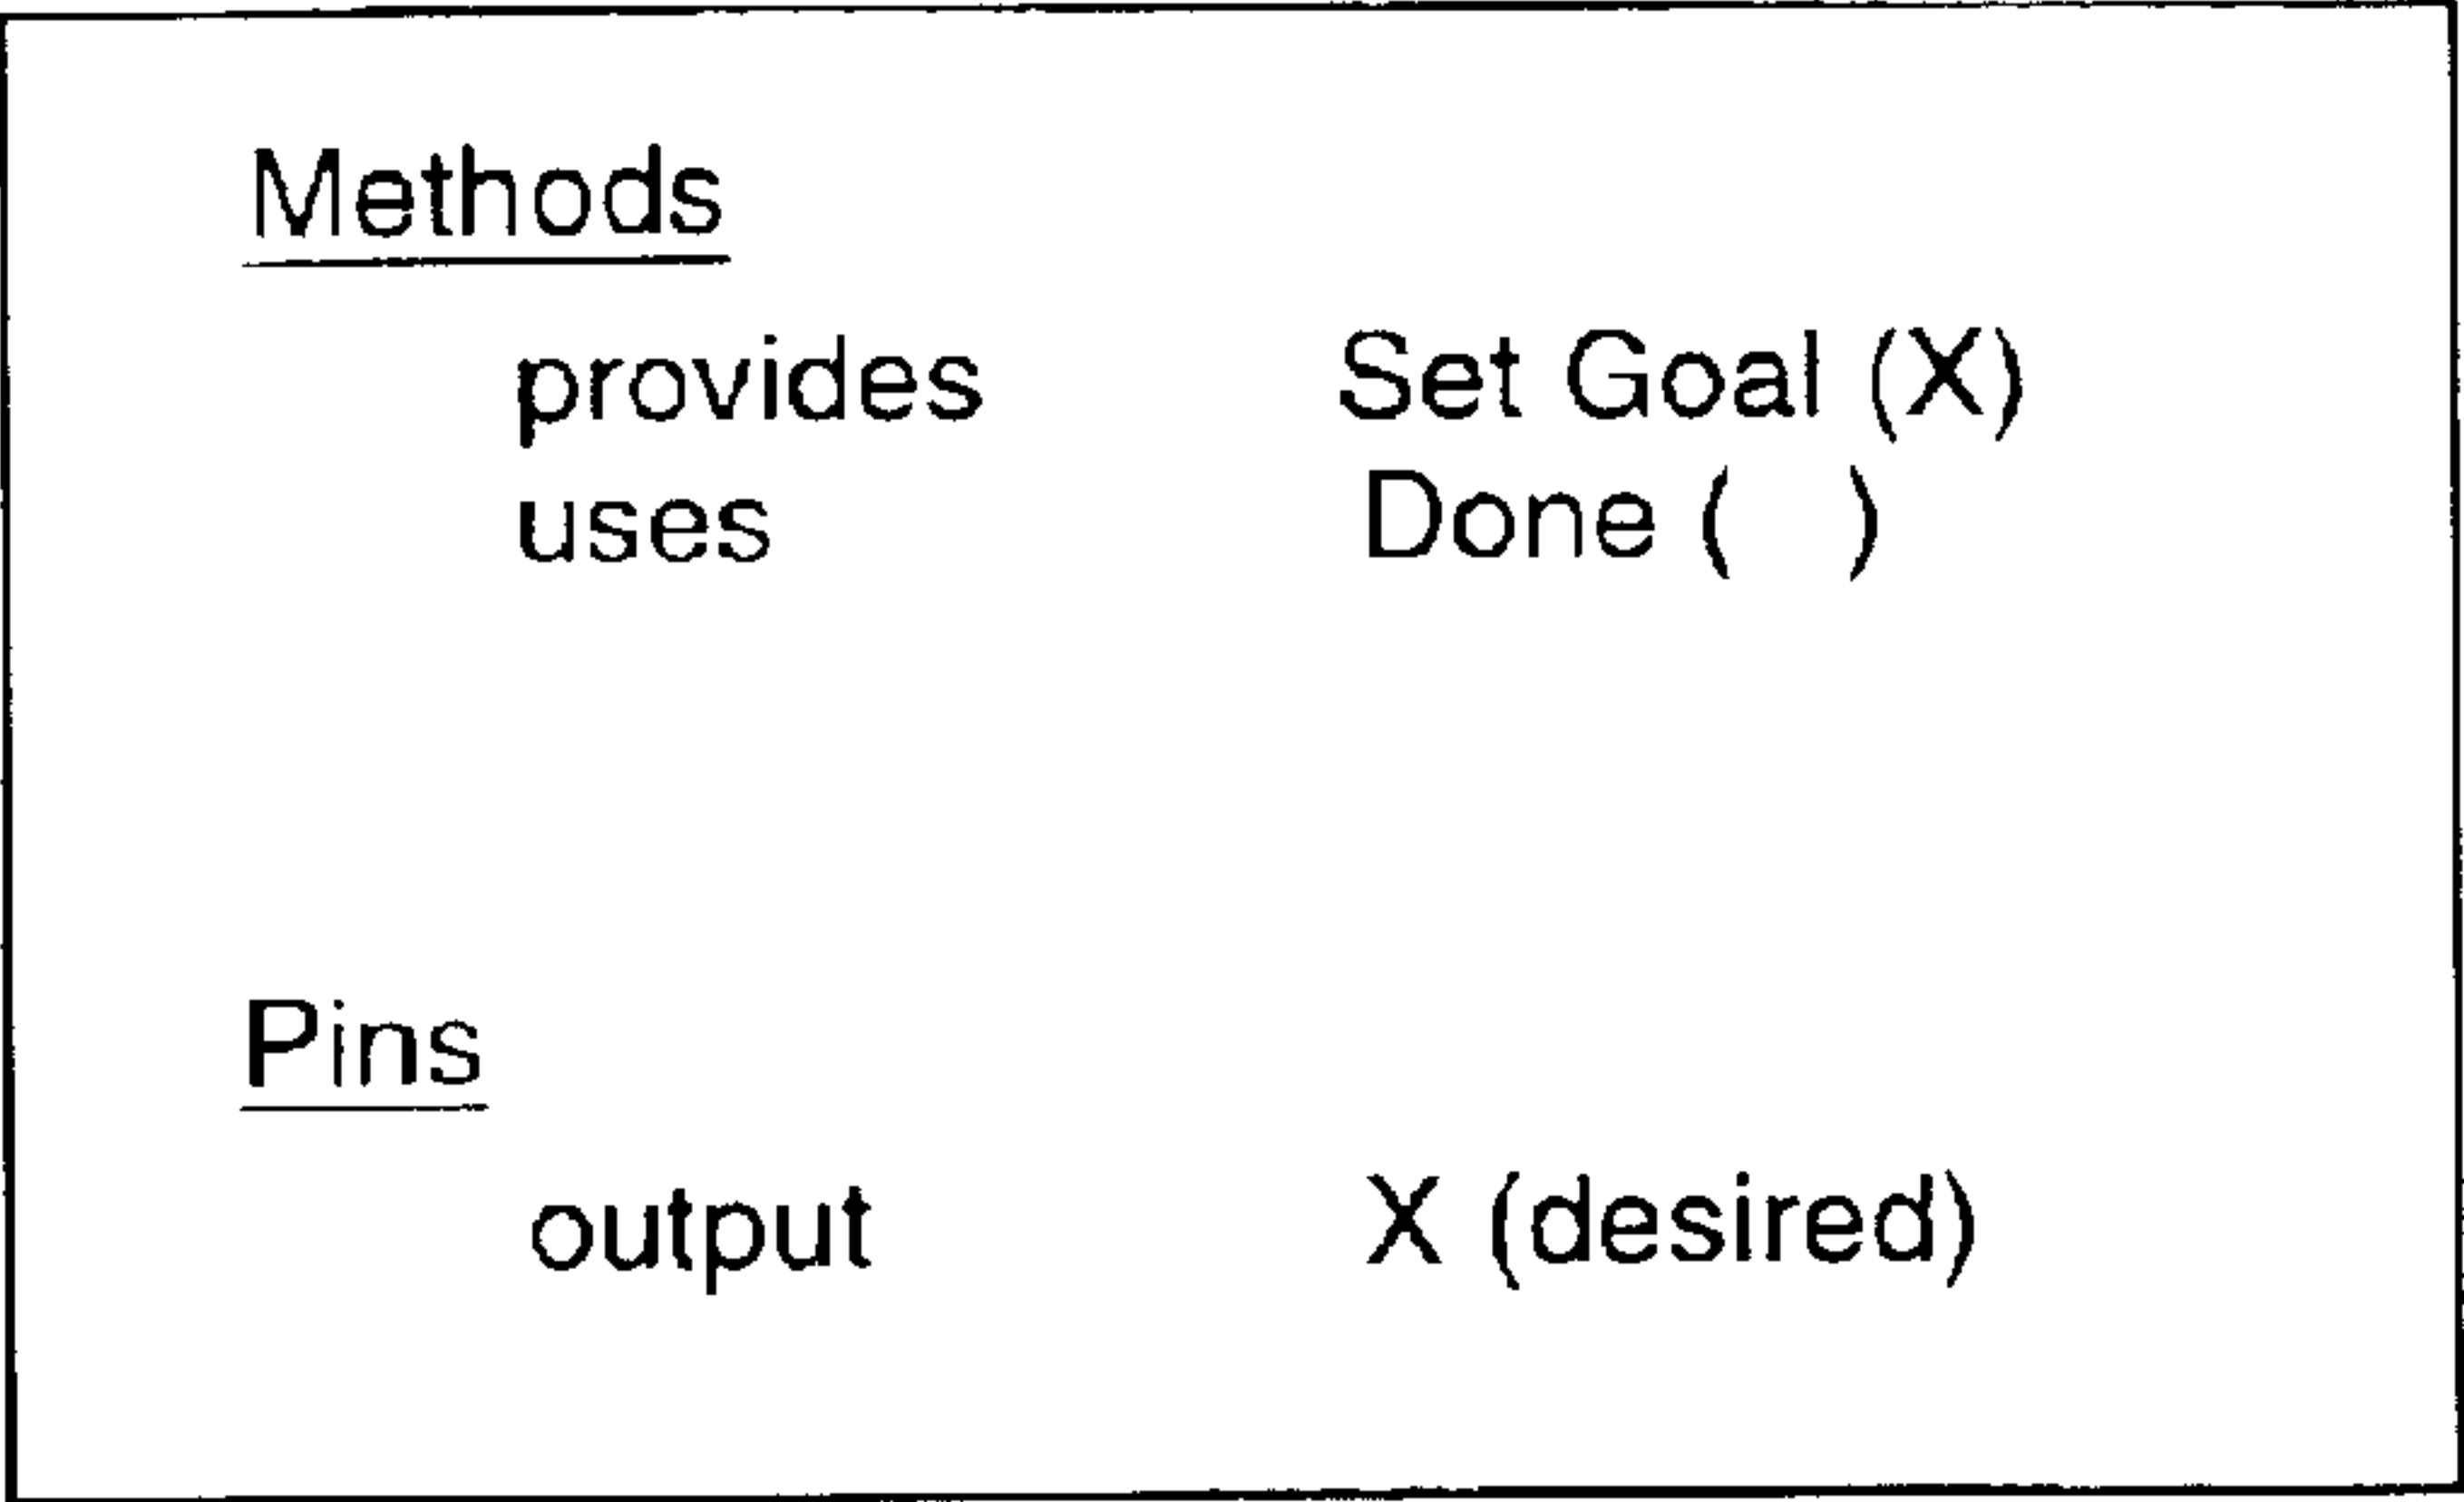 Methods
provides Set Goal (X)
uses Done ( )
Pins
output X (desired)